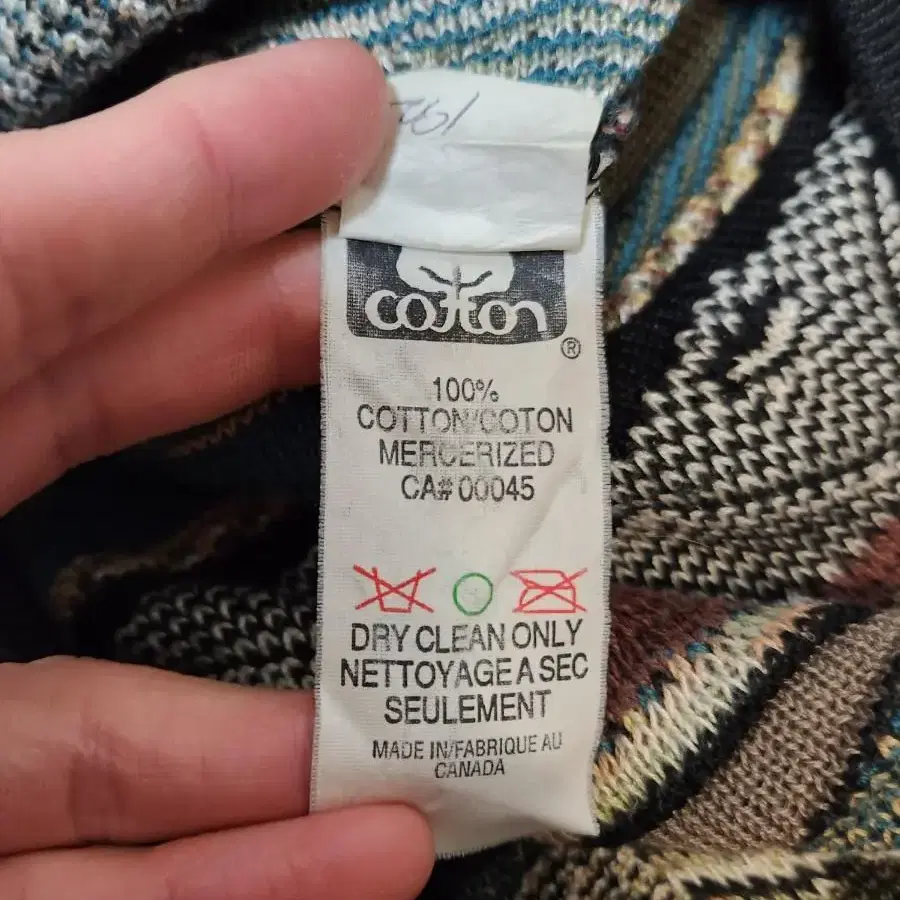 cotton
®
100%
COTTON/COTON
MERCERIZED
CA# 00045
DRY CLEAN ONLY
NETTOYAGE A SEC
SEULEMENT
MADE IN/FABRIQUE AU
CANADA